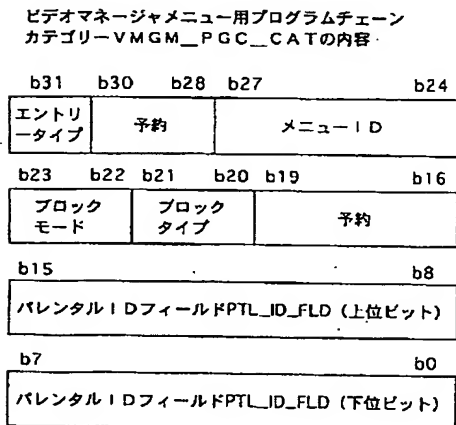 ビデオマネージャメニュー用プログラムチェーン
カテゴリーVMGM__PGC__CATの内容
b31 b30 b28 b27 b24
エントリ
ータイプ
予約
メニューID
b23 b22 b21 b20 b19 b16
ブロック
モード
ブロック
タイプ
予約
b15 b8
パレンタルIDフィールドPTL_ID_FLD (上位ビット)
b7 b0
パレンタルIDフィールドPTL_ID_FLD (下位ビット)